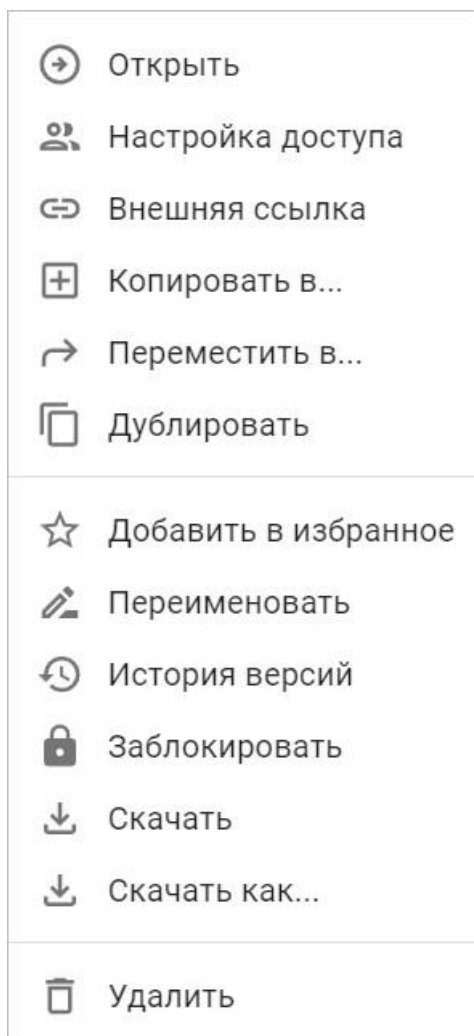 Открыть
Настройка доступа
Внешняя ссылка
Копировать в...
Переместить в...
Дублировать
Добавить в избранное
Переименовать
История версий
Заблокировать
Скачать
Скачать как...
Удалить